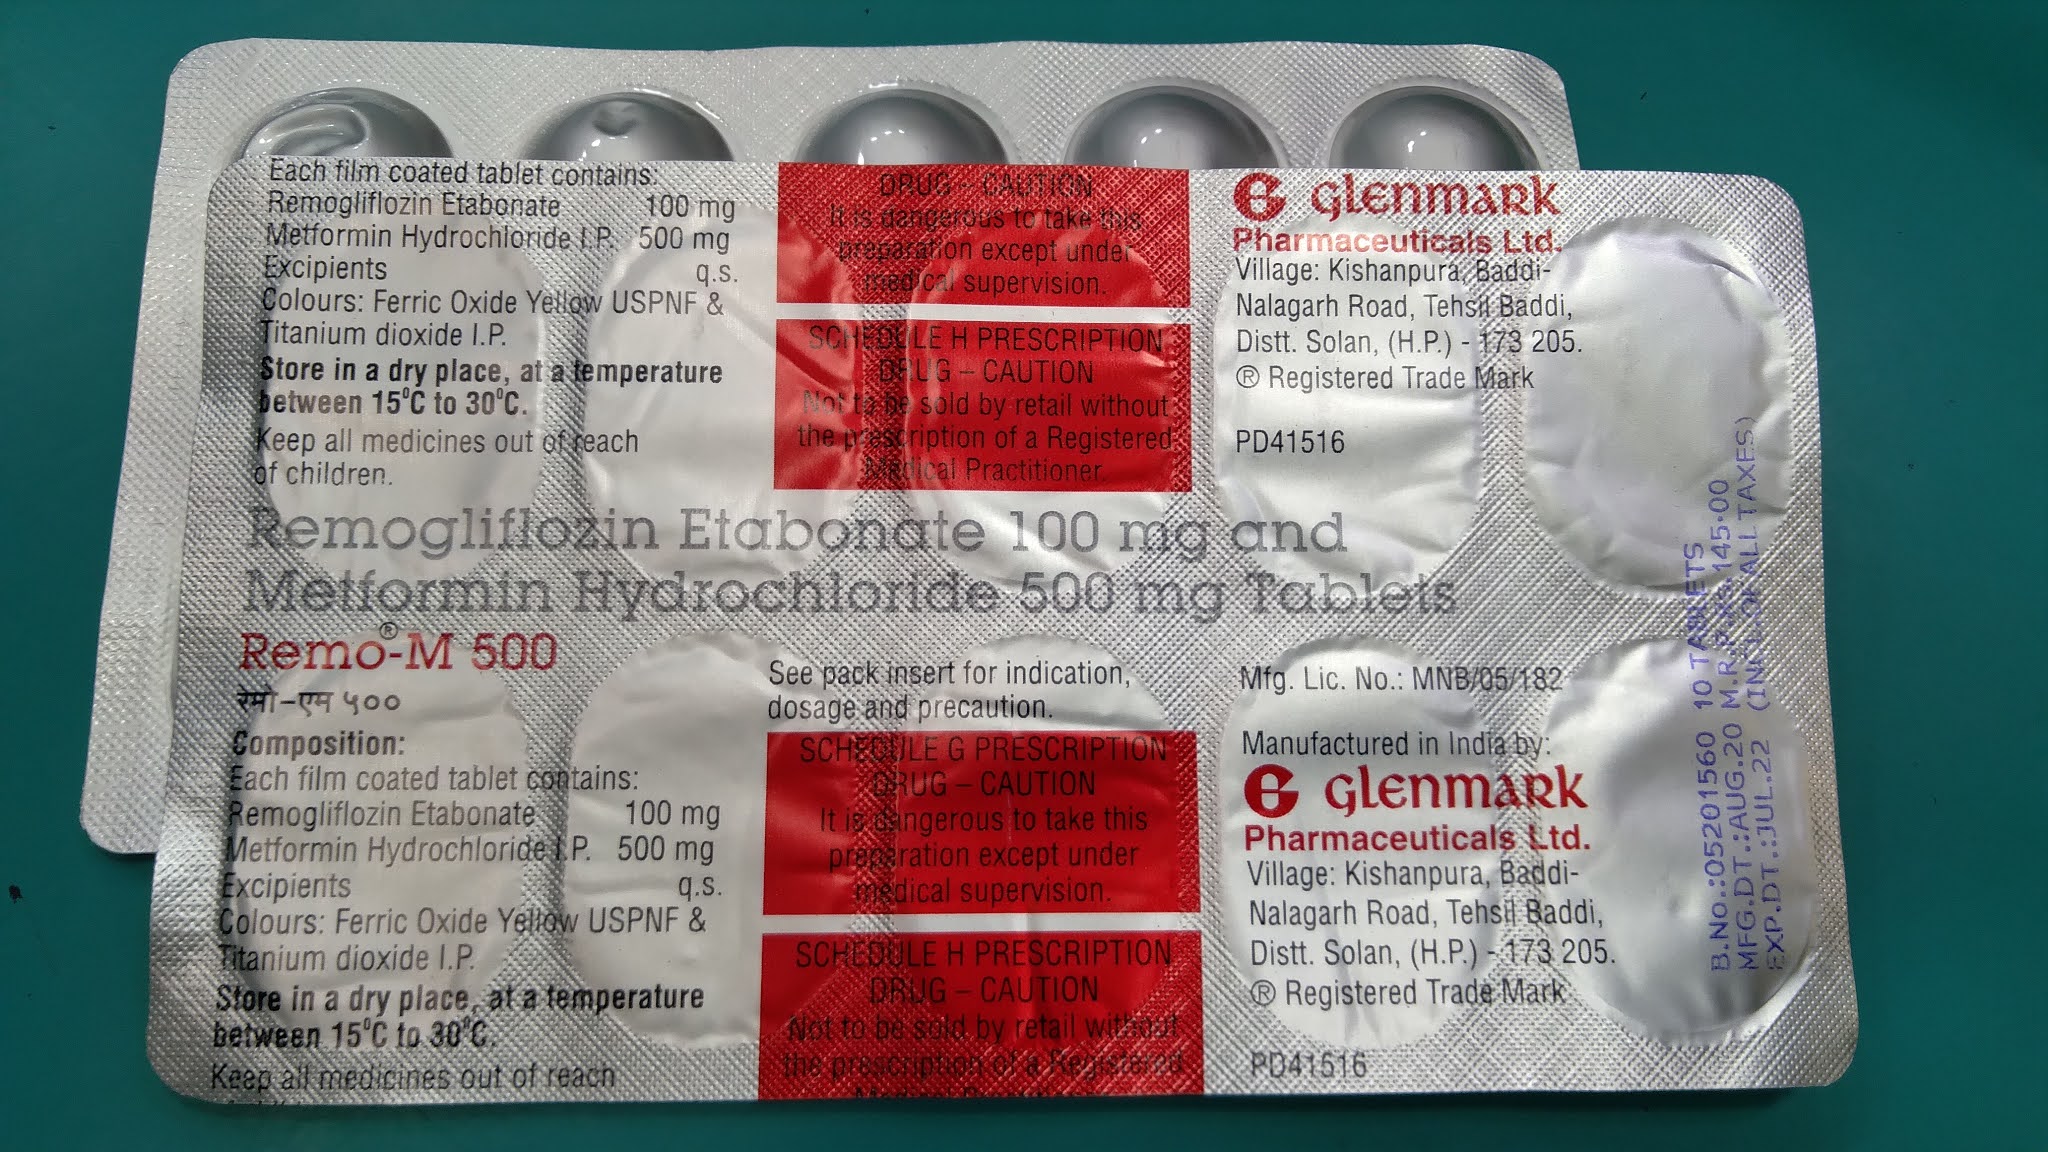 Each film coated tablet contains:
Remogliflozin Etabonate 100 mg
Metformin Hydrochloride I.P. 500 mg
Excipients q.s.
Colours: Ferric Oxide Yellow USPNF &
Titanium dioxide I.P.
Store in a dry place, at a temperature
between 15°C to 30°C.
Keep all medicines out of reach
of children.
DRUG – CAUTION
It is dangerous to take this
preparation except under
medical supervision.
SCHEDULE H PRESCRIPTION
DRUG – CAUTION
Not to be sold by retail without
the prescription of a Registered
Medical Practitioner.
GLENMARK
Pharmaceuticals Ltd.
Village: Kishanpura, Baddi-
Nalagarh Road, Tehsil Baddi,
Distt. Solan, (H.P.) - 173 205.
® Registered Trade Mark
PD41516
Remogliflozin Etabonate 100 mg and
Metformin Hydrochloride 500 mg Tablets
Remo®-M 500
रेमो-एम ५००
Composition:
Each film coated tablet contains:
Remogliflozin Etabonate 100 mg
Metformin Hydrochloride I.P. 500 mg
Excipients q.s.
Colours: Ferric Oxide Yellow USPNF &
Titanium dioxide I.P.
Store in a dry place, at a temperature
between 15°C to 30°C.
Keep all medicines out of reach
See pack insert for indication,
dosage and precaution.
SCHEDULE G PRESCRIPTION
DRUG – CAUTION
It is dangerous to take this
preparation except under
medical supervision.
SCHEDULE H PRESCRIPTION
DRUG – CAUTION
Not to be sold by retail without
the prescription of a Registered
Mfg. Lic. No.: MNB/05/182
Manufactured in India by:
GLENMARK
Pharmaceuticals Ltd.
Village: Kishanpura, Baddi-
Nalagarh Road, Tehsil Baddi,
Distt. Solan, (H.P.) - 173 205.
® Registered Trade Mark
PD41516
B.No.:05201560 10 TABLETS
MFG.DT.:AUG.20 M.R.P.Rs.145.00
EXP.DT.:JUL.22 (INCL.OF ALL TAXES)